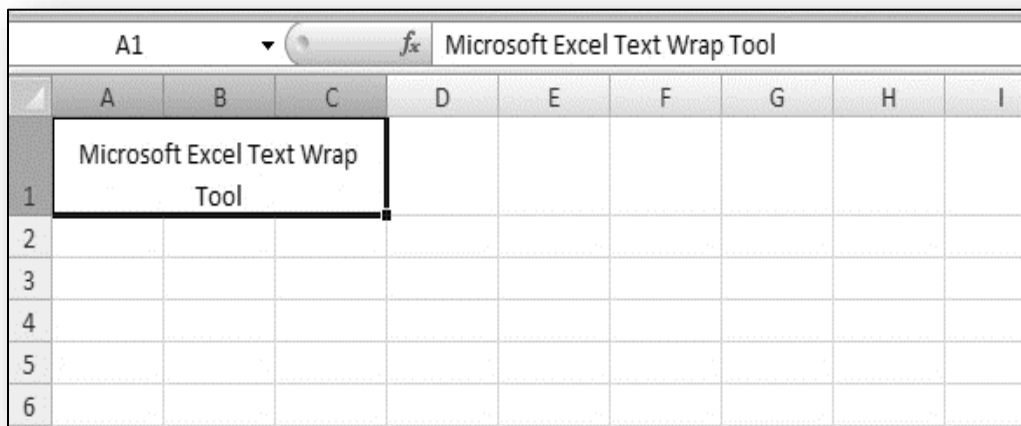 A1 fx Microsoft Excel Text Wrap Tool
A B C D E F G H I
1 Microsoft Excel Text Wrap
Tool
2
3
4
5
6